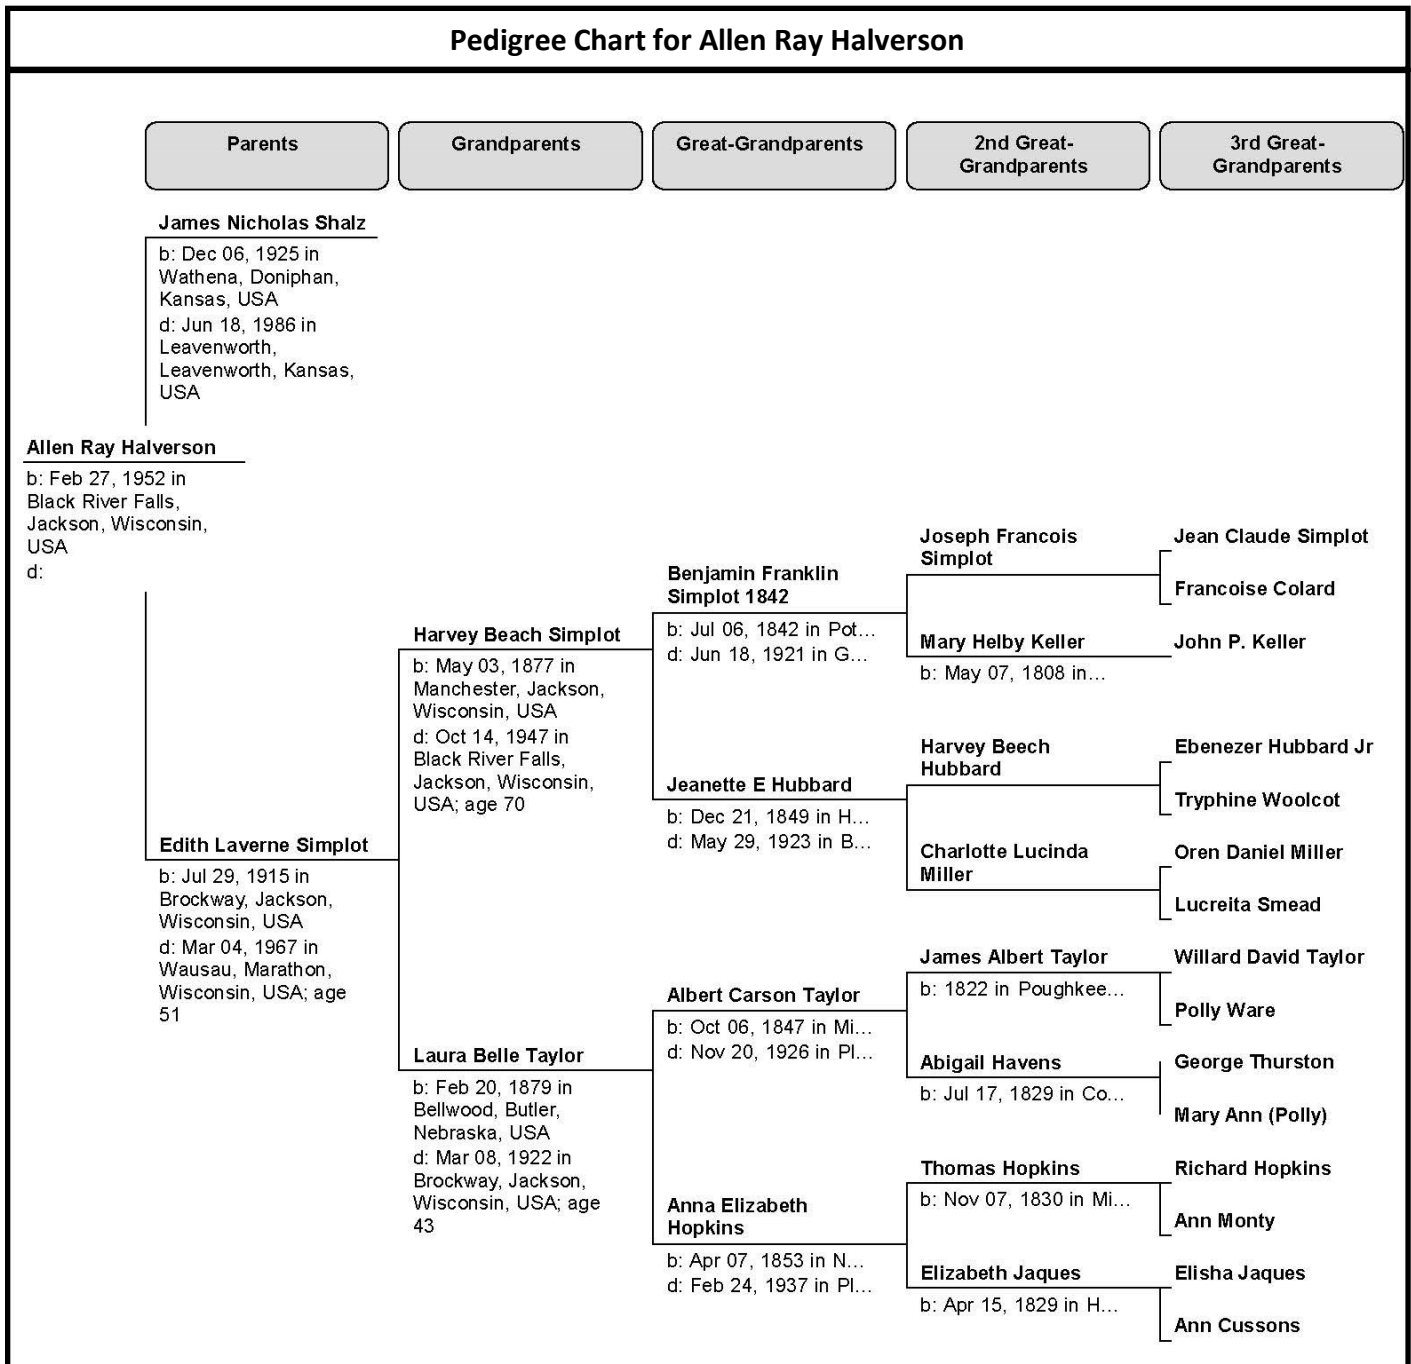 Pedigree Chart for Allen Ray Halverson
Parents
Grandparents
Great-Grandparents
2nd Great-
Grandparents
3rd Great-
Grandparents
James Nicholas Shalz
b: Dec 06, 1925 in
Wathena, Doniphan,
Kansas, USA
d: Jun 18, 1986 in
Leavenworth,
Leavenworth, Kansas,
USA
Allen Ray Halverson
b: Feb 27, 1952 in
Black River Falls,
Jackson, Wisconsin,
USA
d:
Edith Laverne Simplot
b: Jul 29, 1915 in
Brockway, Jackson,
Wisconsin, USA
d: Mar 04, 1967 in
Wausau, Marathon,
Wisconsin, USA; age
51
Harvey Beach Simplot
b: May 03, 1877 in
Manchester, Jackson,
Wisconsin, USA
d: Oct 14, 1947 in
Black River Falls,
Jackson, Wisconsin,
USA; age 70
Laura Belle Taylor
b: Feb 20, 1879 in
Bellwood, Butler,
Nebraska, USA
d: Mar 08, 1922 in
Brockway, Jackson,
Wisconsin, USA; age
43
Benjamin Franklin
Simplot 1842
b: Jul 06, 1842 in Pot...
d: Jun 18, 1921 in G...
Jeanette E Hubbard
b: Dec 21, 1849 in H...
d: May 29, 1923 in B...
Albert Carson Taylor
b: Oct 06, 1847 in Mi...
d: Nov 20, 1926 in Pl...
Anna Elizabeth
Hopkins
b: Apr 07, 1853 in N...
d: Feb 24, 1937 in Pl...
Joseph Francois
Simplot
Mary Helby Keller
b: May 07, 1808 in...
Harvey Beech
Hubbard
Charlotte Lucinda
Miller
James Albert Taylor
b: 1822 in Poughkee...
Abigail Havens
b: Jul 17, 1829 in Co...
Thomas Hopkins
b: Nov 07, 1830 in Mi...
Elizabeth Jaques
b: Apr 15, 1829 in H...
Jean Claude Simplot
Francoise Colard
John P. Keller
Ebenezer Hubbard Jr
Tryphine Woolcot
Oren Daniel Miller
Lucreita Smead
Willard David Taylor
Polly Ware
George Thurston
Mary Ann (Polly)
Richard Hopkins
Ann Monty
Elisha Jaques
Ann Cussons